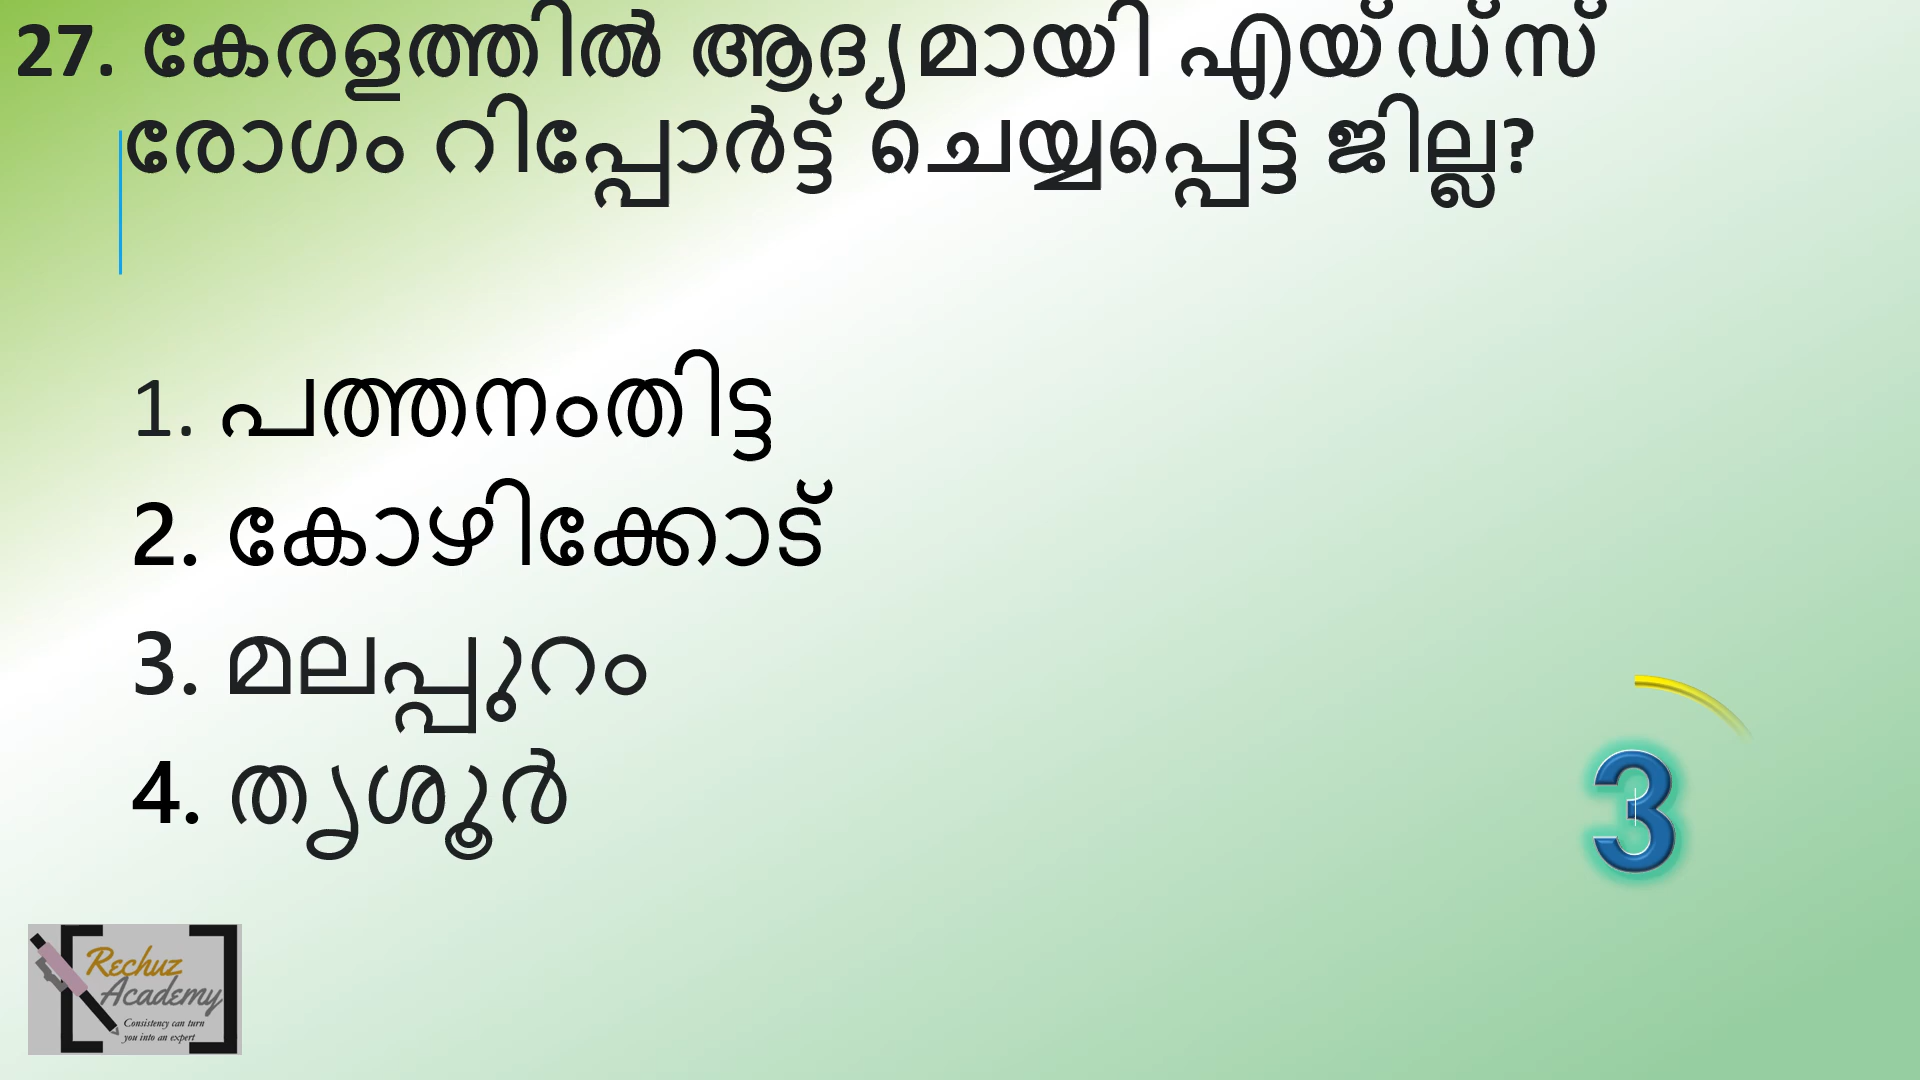 27. കേരളത്തിൽ ആദ്യമായി എയ്ഡ്സ്
രോഗം റിപ്പോർട്ട് ചെയ്യപ്പെട്ട ജില്ല?
1. പത്തനംതിട്ട
2. കോഴിക്കോട്
3. മലപ്പുറം
4. തൃശൂർ
3
Rechuz
Academy
Consistency can turn
you into an expert